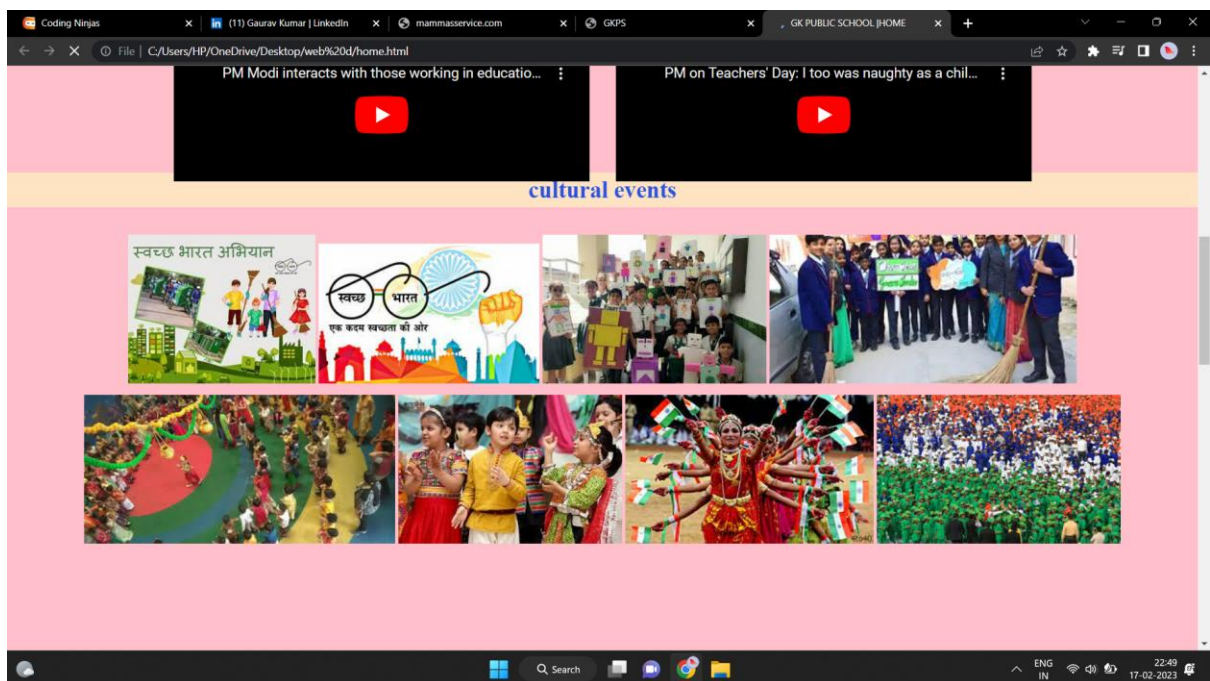 Coding Ninjas
(11) Gaurav Kumar | LinkedIn
mammasservice.com
GKPS
GK PUBLIC SCHOOL |HOME
File | C:/Users/HP/OneDrive/Desktop/web%20d/home.html
PM Modi interacts with those working in educatio...
PM on Teachers' Day: I too was naughty as a chil...
cultural events
स्वच्छ भारत अभियान
स्वच्छ भारत
एक कदम स्वच्छता की ओर
Search
ENG
IN
22:49
17-02-2023